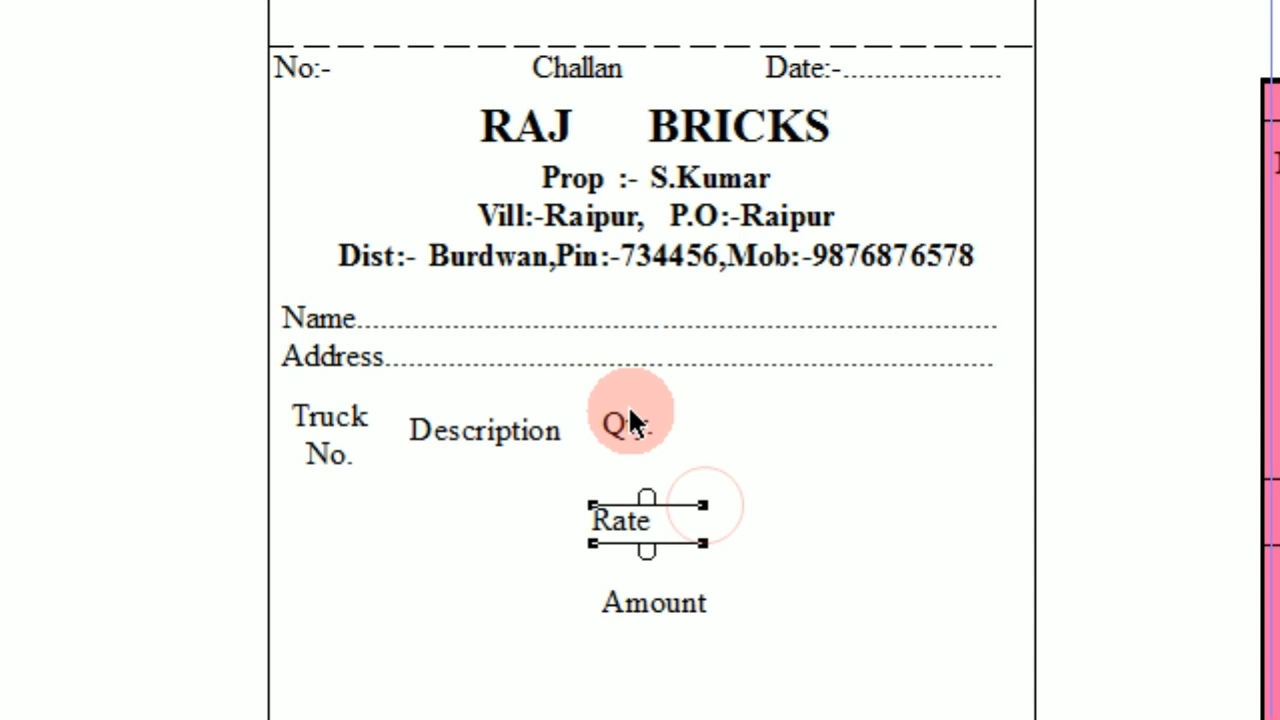 No:- Challan Date:-....................
RAJ BRICKS
Prop :- S.Kumar
Vill:-Raipur, P.O:-Raipur
Dist:- Burdwan,Pin:-734456,Mob:-9876876578
Name................................................................................
Address.............................................................................
Truck No.
Description
Rate
Amount